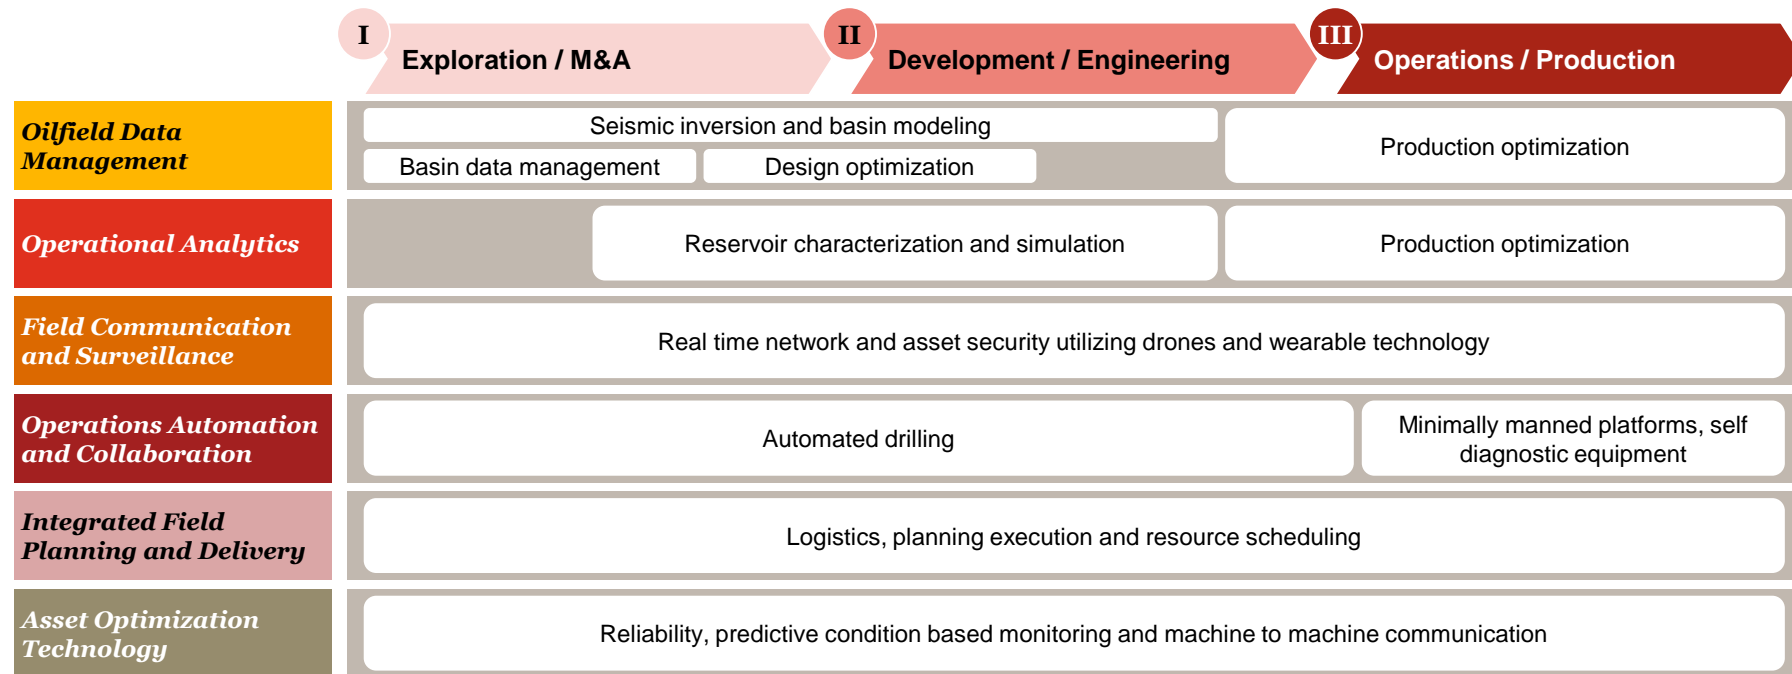 I
Exploration / M&A
II
Development / Engineering
III
Operations / Production
Oilfield Data
Management
Seismic inversion and basin modeling
Basin data management
Design optimization
Production optimization
Operational Analytics
Reservoir characterization and simulation
Production optimization
Field Communication
and Surveillance
Real time network and asset security utilizing drones and wearable technology
Operations Automation
and Collaboration
Automated drilling
Minimally manned platforms, self
diagnostic equipment
Integrated Field
Planning and Delivery
Logistics, planning execution and resource scheduling
Asset Optimization
Technology
Reliability, predictive condition based monitoring and machine to machine communication